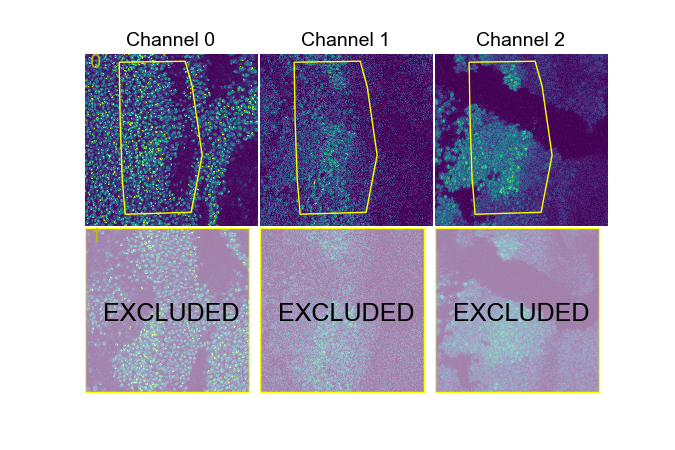 Channel 0 Channel 1 Channel 2
0
1
EXCLUDED EXCLUDED EXCLUDED